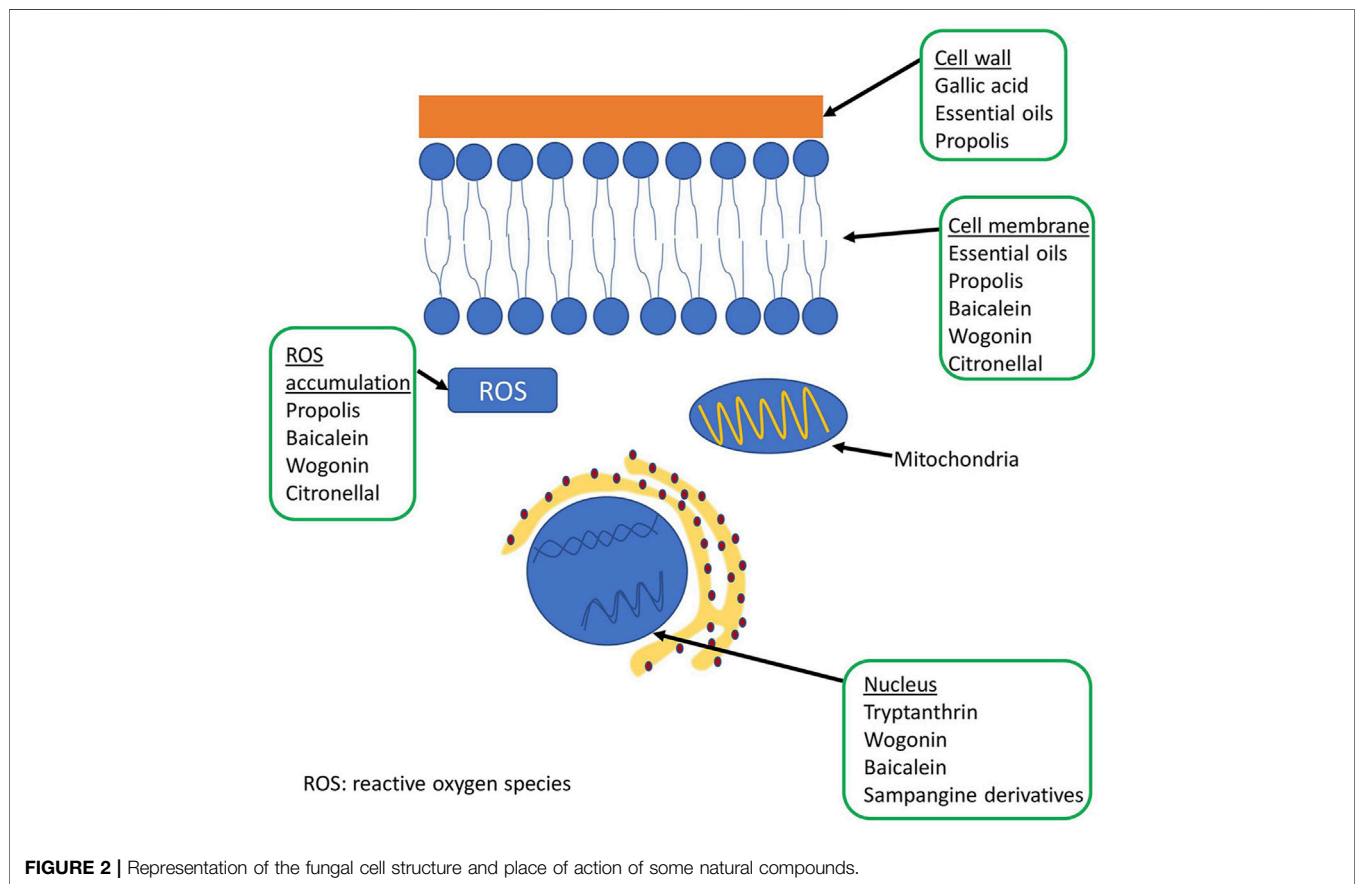 Cell wall
Gallic acid
Essential oils
Propolis
Cell membrane
Essential oils
Propolis
Baicalein
Wogonin
Citronellal
ROS
accumulation
Propolis
Baicalein
Wogonin
Citronellal
ROS
Mitochondria
Nucleus
Tryptanthrin
Wogonin
Baicalein
Sampangine derivatives
ROS: reactive oxygen species
FIGURE 2 | Representation of the fungal cell structure and place of action of some natural compounds.